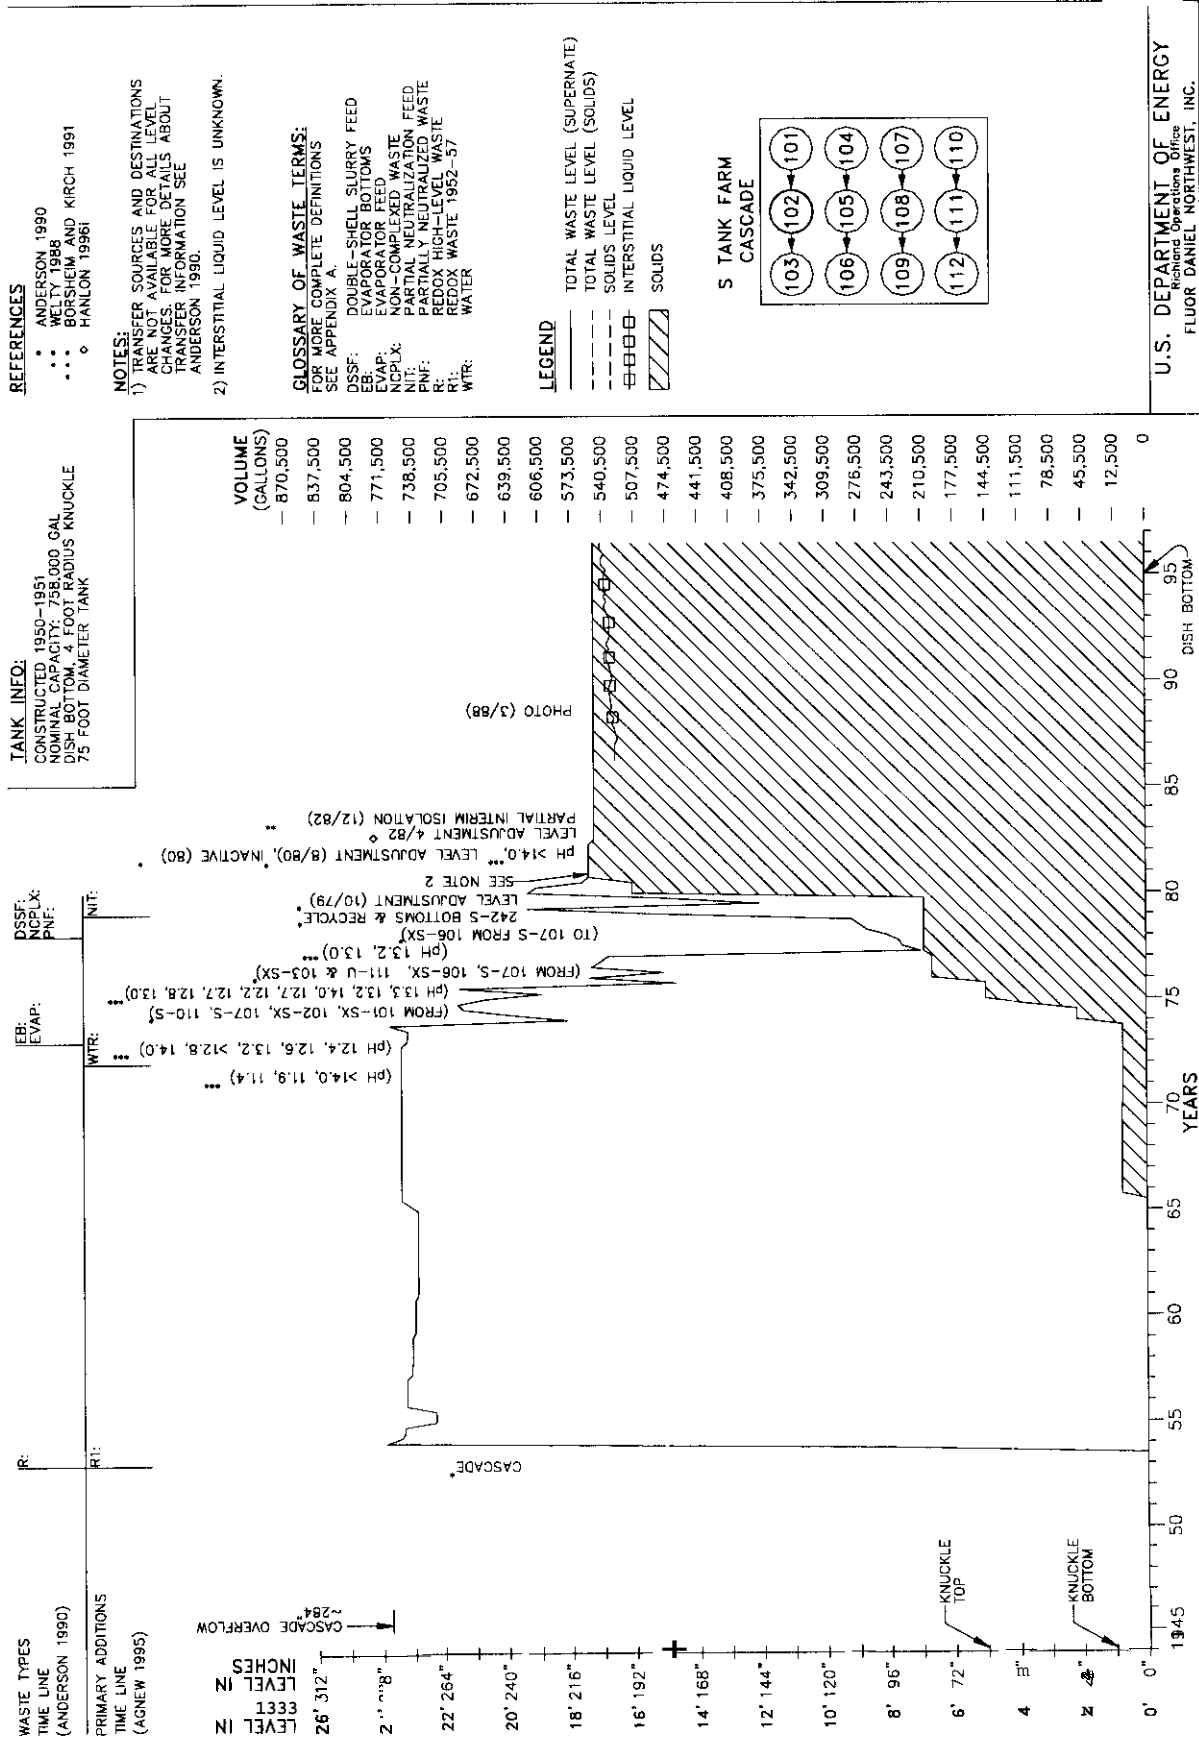 WASTE TYPES
TIME LINE
(ANDERSON 1990)
R:
EB:
EVAP:
DSSF:
NCPLX:
PNF:
PRIMARY ADDITIONS
TIME LINE
(AGNEW 1995)
R1:
WTR:
NIT:
TANK INFO:
CONSTRUCTED 1950-1951
NOMINAL CAPACITY: 758,000 GAL
DISH BOTTOM, 4 FOOT RADIUS KNUCKLE
75 FOOT DIAMETER TANK
REFERENCES
* ANDERSON 1990
** WELTY 1988
*** BORSHEIM AND KIRCH 1991
◇ HANLON 1996i
NOTES:
1) TRANSFER SOURCES AND DESTINATIONS
ARE NOT AVAILABLE FOR ALL LEVEL
CHANGES. FOR MORE DETAILS ABOUT
TRANSFER INFORMATION SEE
ANDERSON 1990.
2) INTERSTITIAL LIQUID LEVEL IS UNKNOWN.
GLOSSARY OF WASTE TERMS:
FOR MORE COMPLETE DEFINITIONS
SEE APPENDIX A.
DSSF: DOUBLE-SHELL SLURRY FEED
EB: EVAPORATOR BOTTOMS
EVAP: EVAPORATOR FEED
NCPLX: NON-COMPLEXED WASTE
NIT: PARTIAL NEUTRALIZATION FEED
PNF: PARTIALLY NEUTRALIZED WASTE
R: REDOX HIGH-LEVEL WASTE
R1: REDOX WASTE 1952-57
WTR: WATER
LEGEND
TOTAL WASTE LEVEL (SUPERNATE)
TOTAL WASTE LEVEL (SOLIDS)
SOLIDS LEVEL
INTERSTITIAL LIQUID LEVEL
SOLIDS
S TANK FARM
CASCADE
103 102 101
106 105 104
109 108 107
112 111 110
U.S. DEPARTMENT OF ENERGY
Richland Operations Office
FLUOR DANIEL NORTHWEST, INC.
LEVEL IN
LEVEL IN
INCHES
26' 312"
22' 264"
20' 240"
18' 216"
16' 192"
14' 168"
12' 144"
10' 120"
8' 96"
6' 72"
4
0' 0"
CASCADE OVERFLOW
~284"
KNUCKLE
TOP
KNUCKLE
BOTTOM
CASCADE*
(pH >14.0, 11.9, 11.4) ***
(pH 12.4, 12.6, 13.2, >12.8, 14.0) ***
(FROM 101-SX, 102-SX, 107-S, 110-S)*
(pH 13.3, 13.2, 14.0, 12.7, 12.2, 12.7, 12.8, 13.0) ***
(FROM 107-S, 106-SX, 111-U & 103-SX)*
(pH 13.2, 13.0) ***
(TO 107-S FROM 106-SX)*
242-S BOTTOMS & RECYCLE*
LEVEL ADJUSTMENT (10/79)*
SEE NOTE 2
pH >14.0,*** LEVEL ADJUSTMENT (8/80),* INACTIVE (80) *
LEVEL ADJUSTMENT 4/82 ◇
PARTIAL INTERIM ISOLATION (12/82) **
PHOTO (3/88)
VOLUME
(GALLONS)
870,500
837,500
804,500
771,500
738,500
705,500
672,500
639,500
606,500
573,500
540,500
507,500
474,500
441,500
408,500
375,500
342,500
309,500
276,500
243,500
210,500
177,500
144,500
111,500
78,500
45,500
12,500
0
1945 50 55 60 65 70 75 80 85 90 95
YEARS
DISH BOTTOM